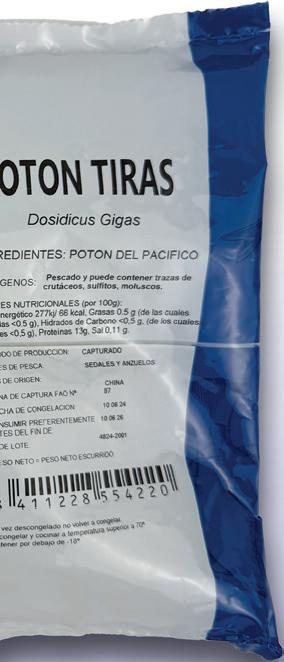 OTON TIRAS
Dosidicus Gigas
REDIENTES: POTON DEL PACIFICO
GENOS: Pescado y puede contener trazas de
crutáceos, sulfitos, moluscos.
ES NUTRICIONALES (por 100g):
nergético 277kj/ 66 kcal, Grasas 0.5 g (de las cuales
as <0.5 g), Hidrados de Carbono <0,5 g, (de los cuales
es <0,5 g), Proteinas 13g, Sal 0,11 g.
DO DE PRODUCCION: CAPTURADO
ES DE PESCA: SEDALES Y ANZUELOS
S DE ORIGEN: CHINA
NA DE CAPTURA FAO Nº 87
CHA DE CONGELACION 10 06 24
NSUMIR PREFERENTEMENTE 10 06 26
TES DEL FIN DE
DE LOTE 4824-2001
ESO NETO = PESO NETO ESCURRIDO
8 411228 554220
vez descongelado no volver a congelar
congelar y cocinar a temperatura superior a 70º
tener por debajo de -18º